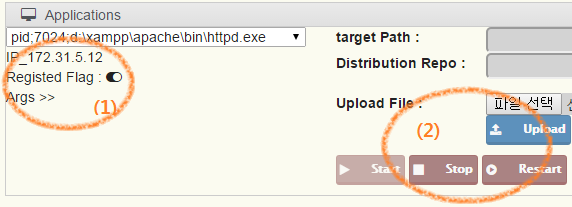 Applications
pid;7024;d:\xampp\apache\bin\httpd.exe
IP_172.31.5.12
Registed Flag :
Args >>
(1)
target Path :
Distribution Repo :
Upload File :
파일 선택
(2)
Upload
Start
Stop
Restart